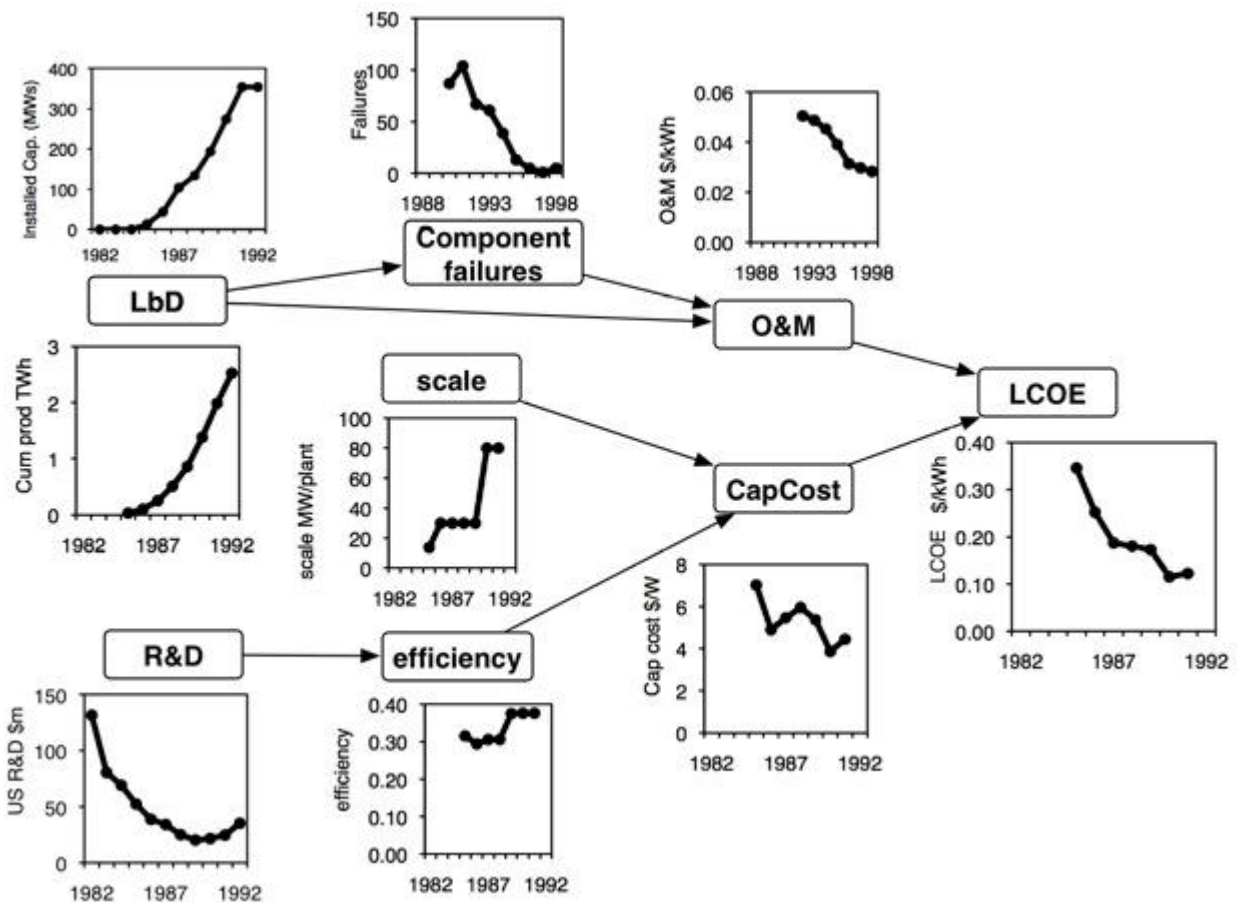 150
100
50
0
Failures
1988 1993 1998
400
300
200
100
0
Installed Cap. (MWs)
1982 1987 1992
0.06
0.04
0.02
0.00
O&M $/kWh
1988 1993 1998
Component
failures
LbD
O&M
3
2
1
0
Cum prod TWh
1982 1987 1992
scale
LCOE
100
80
60
40
20
0
scale MW/plant
1982 1987 1992
CapCost
0.40
0.30
0.20
0.10
0.00
LCOE $/kWh
1982 1987 1992
8
6
4
2
0
Cap cost $/W
1982 1987 1992
R&D
efficiency
150
100
50
0
US R&D $m
1982 1987 1992
0.40
0.30
0.20
0.10
0.00
efficiency
1982 1987 1992